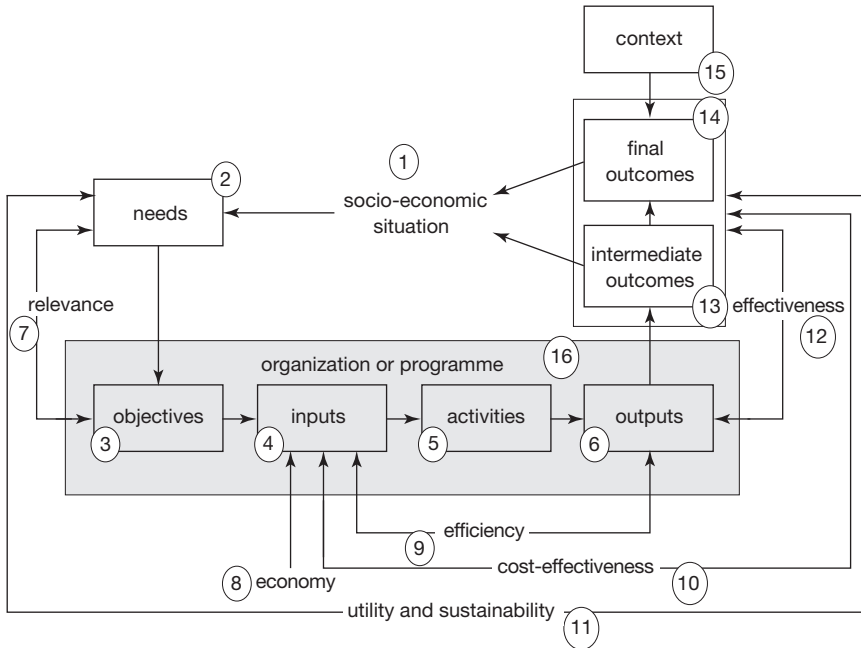 context
15
14
final
outcomes
1
socio-economic
situation
2
needs
intermediate
outcomes
13
relevance
7
effectiveness
12
16
organization or programme
objectives
3
inputs
4
activities
5
outputs
6
efficiency
9
8
economy
cost-effectiveness
10
utility and sustainability
11